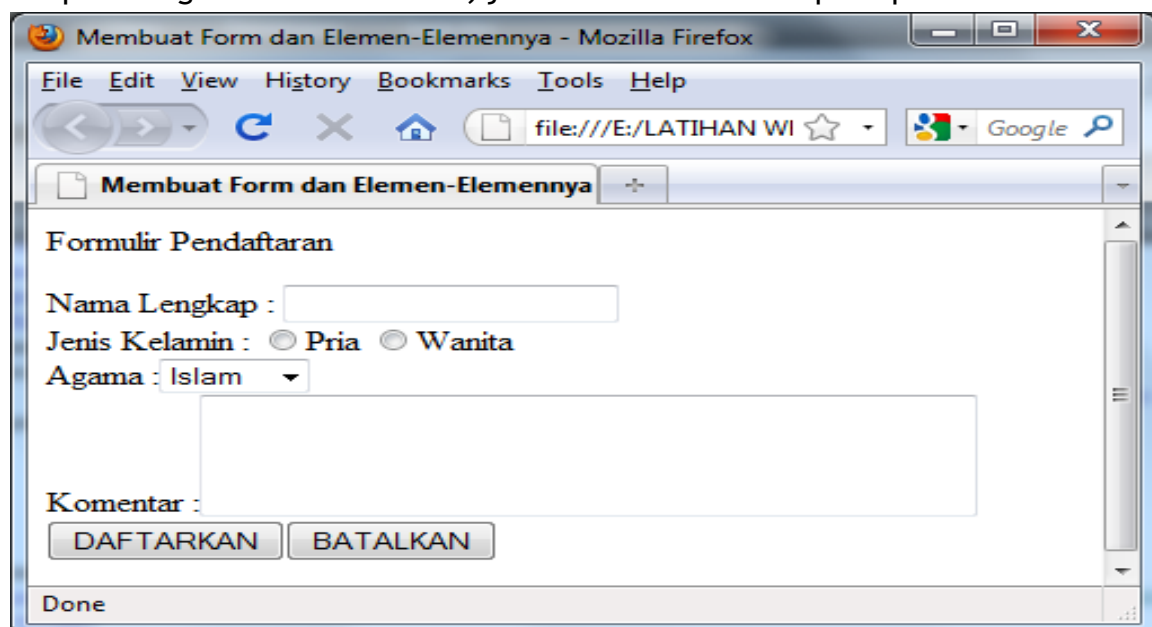 Membuat Form dan Elemen-Elemennya - Mozilla Firefox
File Edit View History Bookmarks Tools Help
file:///E:/LATIHAN WI Google
Membuat Form dan Elemen-Elemennya
Formulir Pendaftaran
Nama Lengkap :
Jenis Kelamin : Pria Wanita
Agama : Islam
Komentar :
DAFTARKAN BATALKAN
Done